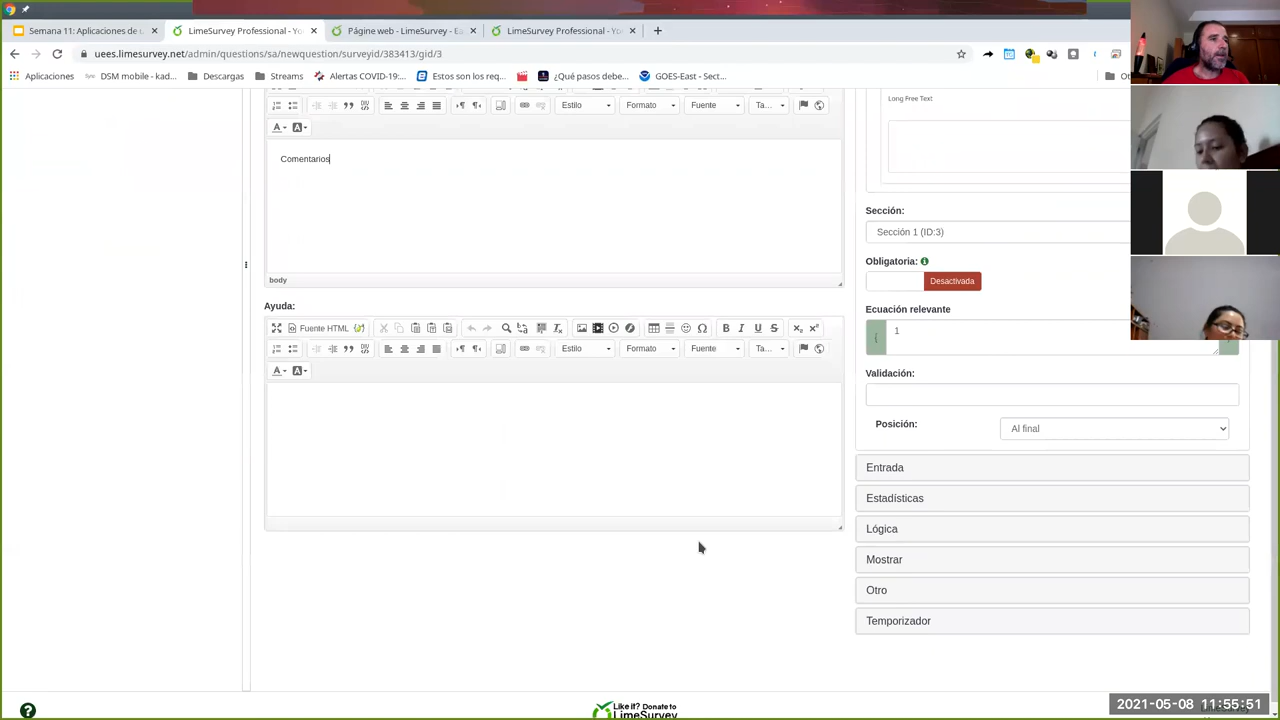 Semana 11: Aplicaciones de u
LimeSurvey Professional - Yo
Págine web - LimeSurvey - Ea
LimeSurvey Professional - Yo
uees.limesurvey.net/admin/questions/sa/newquestion/surveyid/383413/gid/3
Aplicaciones
DSM mobile - kad...
Descargas
Streams
Alertas COVID-19:...
Estos son los req...
¿Qué pasos debe...
GOES-East - Sect...
Estilo
Formato
Fuente
Ta...
Long Free Text
Comentarios
body
Sección:
Sección 1 (ID:3)
Obligatoria:
Desactivada
Ecuación relevante
{
1
Ayuda:
Fuente HTML
Estilo
Formato
Fuente
Ta...
Validación:
Posición:
Al final
Entrada
Estadísticas
Lógica
Mostrar
Otro
Temporizador
Like it? Donate to
LimeSurvey
2021-05-08 11:55:51